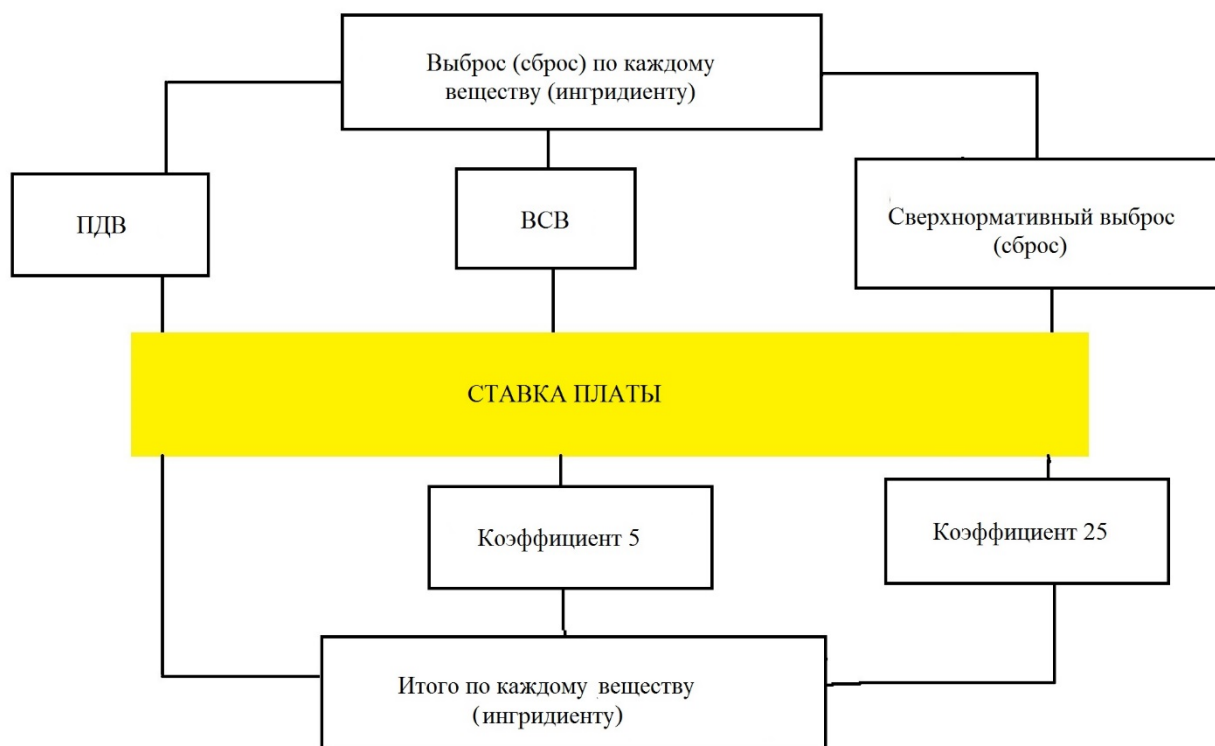 Выброс (сброс) по каждому
веществу (ингридиенту)
ПДВ
ВСВ
Сверхнормативный выброс
(сброс)
СТАВКА ПЛАТЫ
Коэффициент 5
Коэффициент 25
Итого по каждому веществу
(ингридиенту)